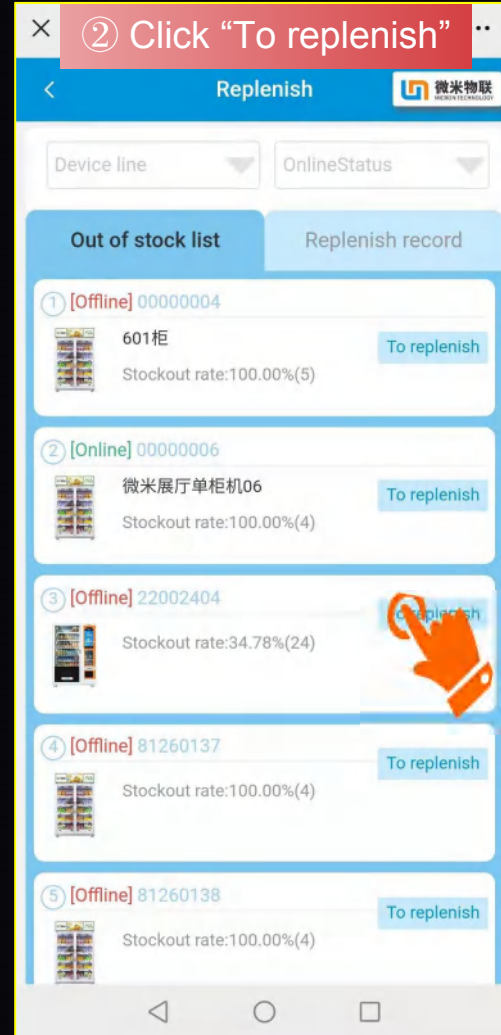 ② Click “To replenish”
Replenish
微米物联
MICRON TECHNOLOGY
Device line
OnlineStatus
Out of stock list
Replenish record
① [Offline] 00000004
601柜
To replenish
Stockout rate:100.00%(5)
② [Online] 00000006
微米展厅单柜机06
To replenish
Stockout rate:100.00%(4)
③ [Offline] 22002404
To replenish
Stockout rate:34.78%(24)
④ [Offline] 81260137
To replenish
Stockout rate:100.00%(4)
⑤ [Offline] 81260138
To replenish
Stockout rate:100.00%(4)